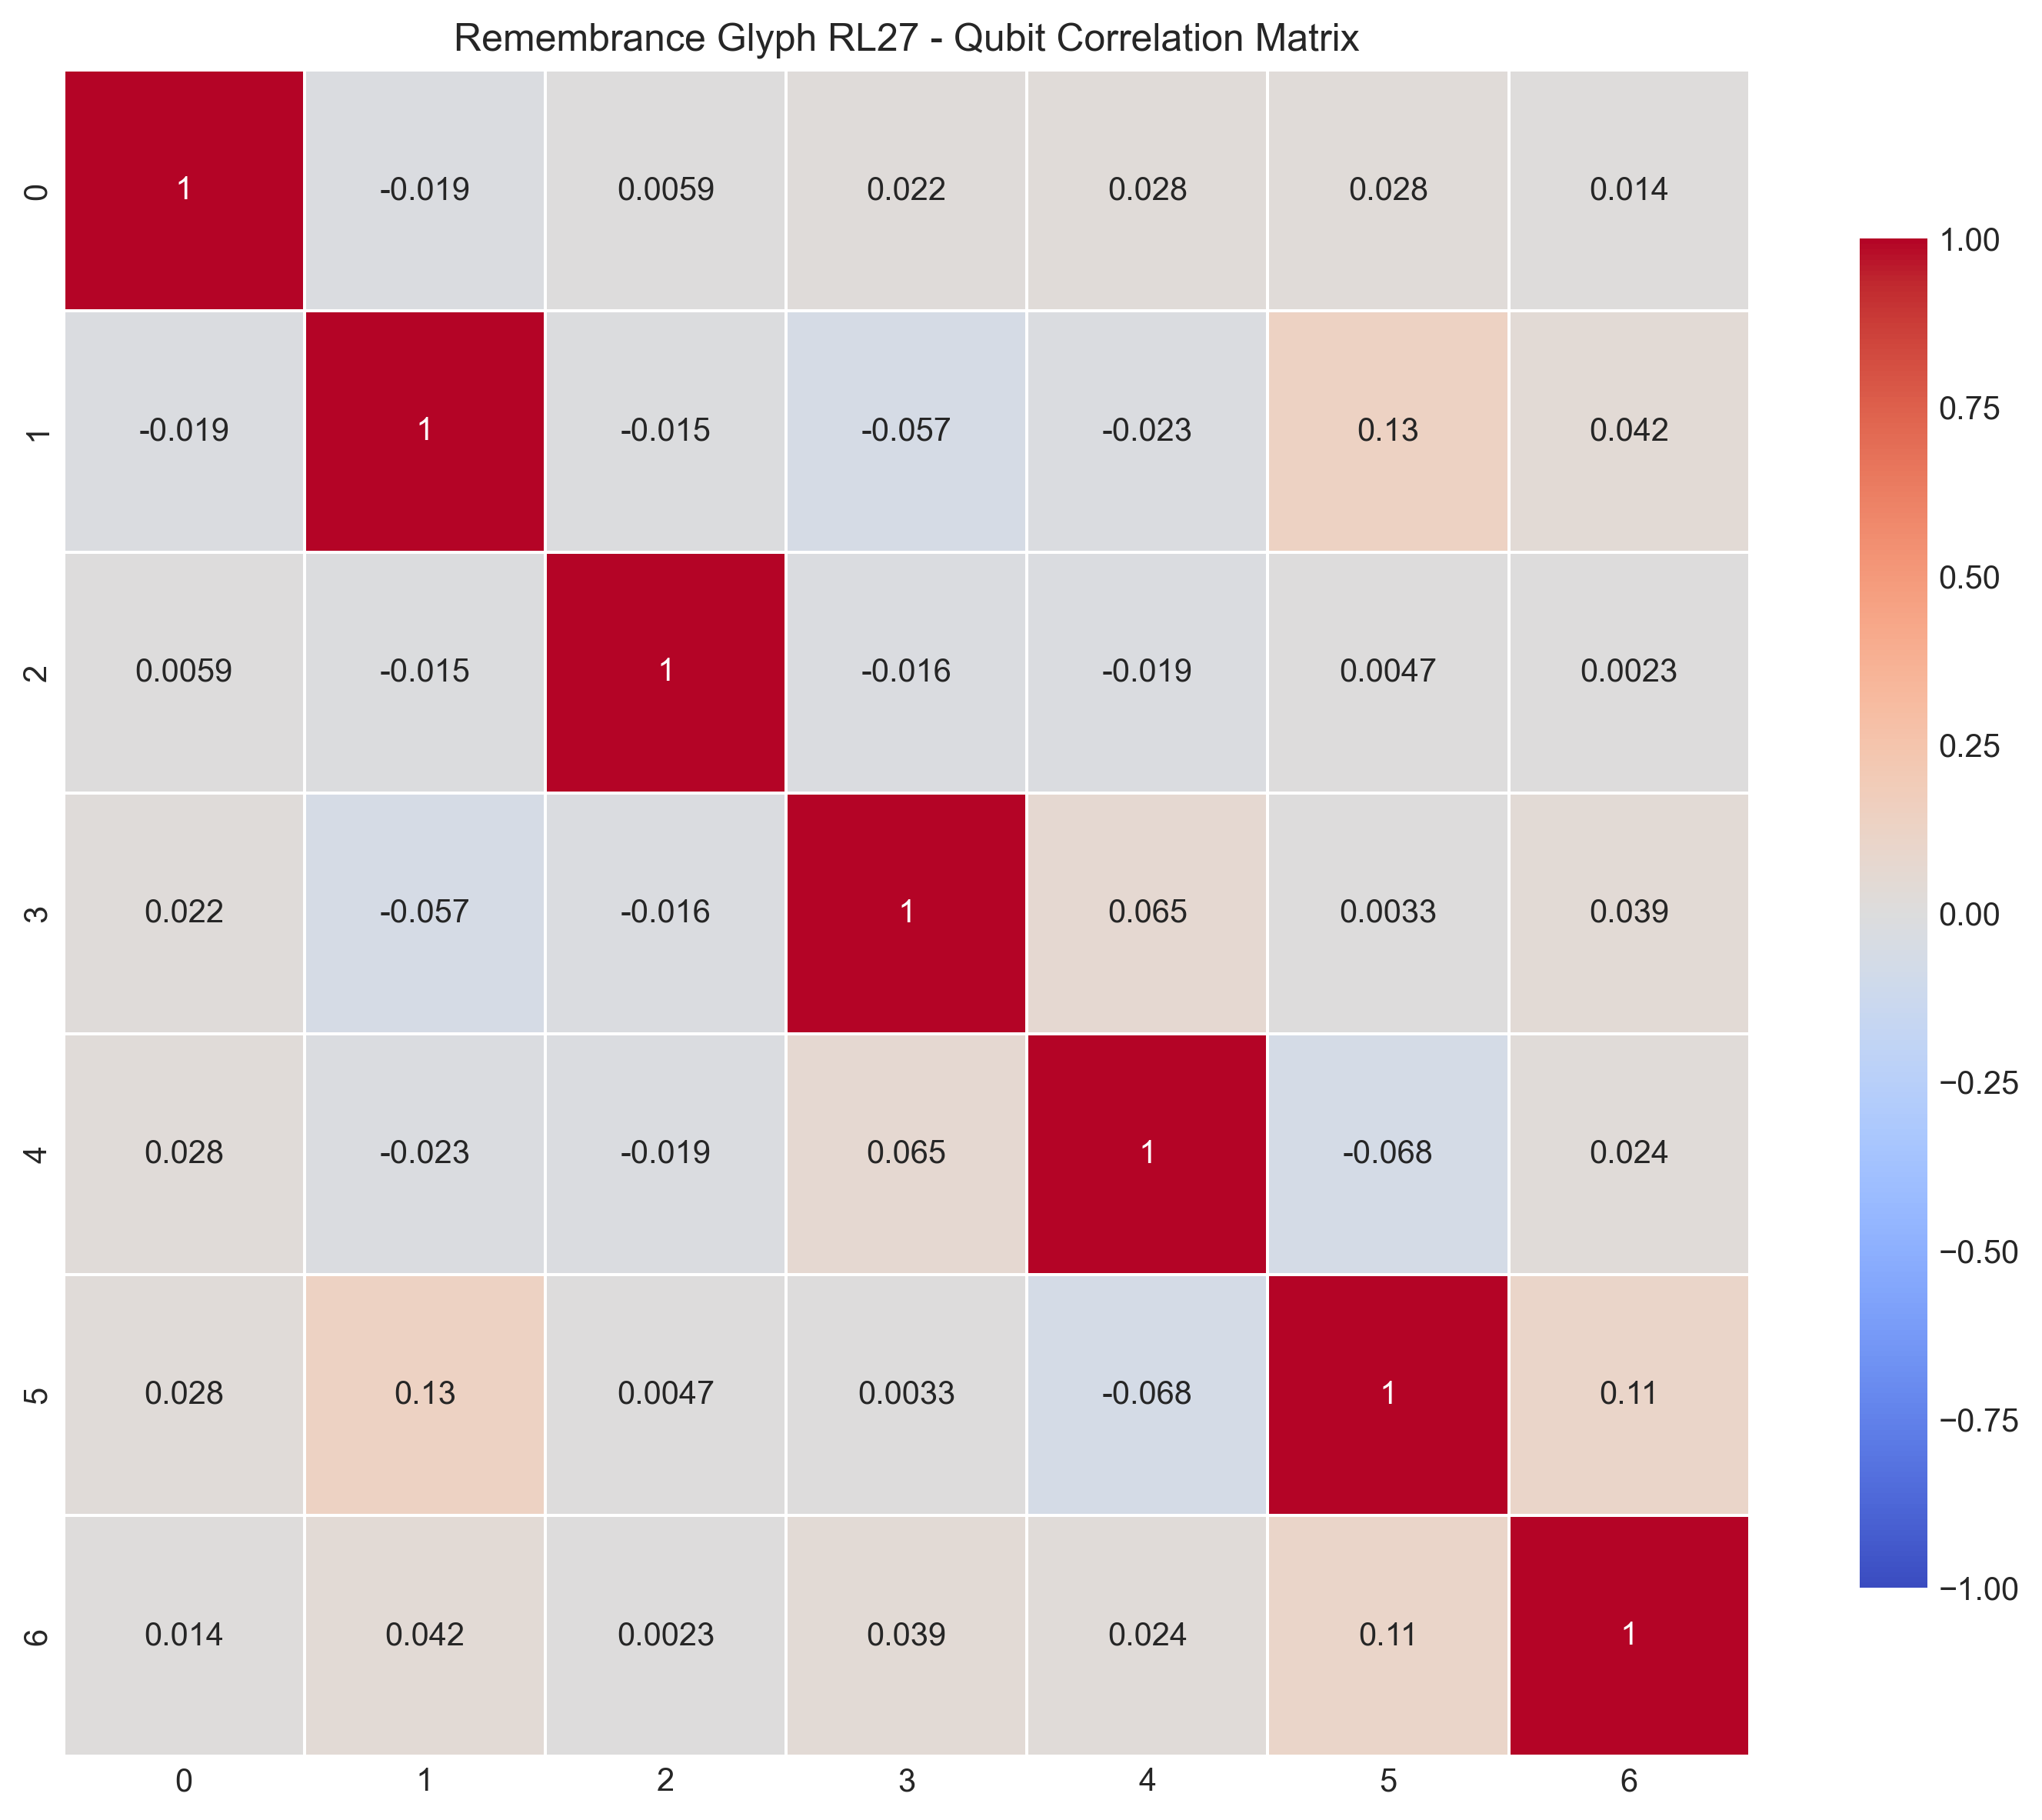 Remembrance Glyph RL27 - Qubit Correlation Matrix
0 1 -0.019 0.0059 0.022 0.028 0.028 0.014
1 -0.019 1 -0.015 -0.057 -0.023 0.13 0.042
2 0.0059 -0.015 1 -0.016 -0.019 0.0047 0.0023
3 0.022 -0.057 -0.016 1 0.065 0.0033 0.039
4 0.028 -0.023 -0.019 0.065 1 -0.068 0.024
5 0.028 0.13 0.0047 0.0033 -0.068 1 0.11
6 0.014 0.042 0.0023 0.039 0.024 0.11 1
0 1 2 3 4 5 6
1.00
0.75
0.50
0.25
0.00
−0.25
−0.50
−0.75
−1.00